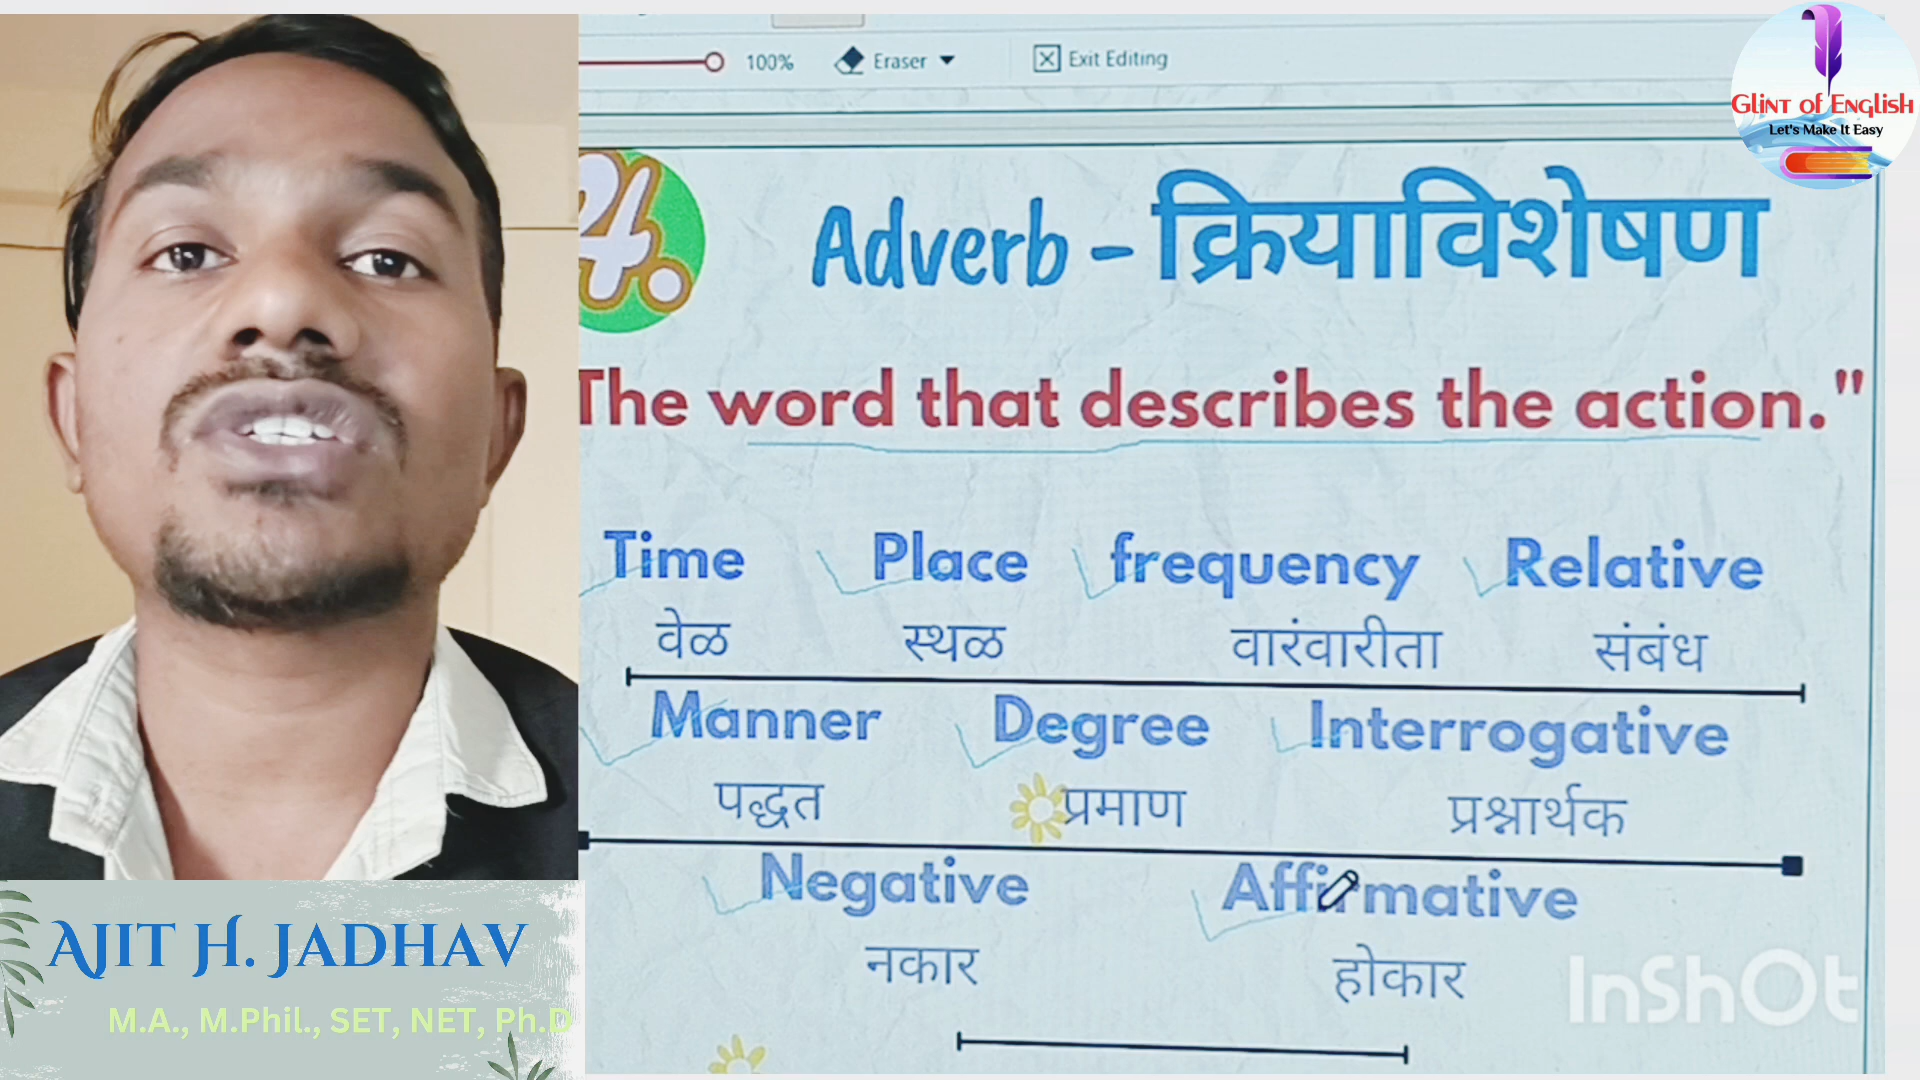 100% Eraser Exit Editing
Glint of English
Let's Make It Easy
4.
Adverb - क्रियाविशेषण
The word that describes the action."
Time Place frequency Relative
वेळ स्थळ वारंवारीता संबंध
Manner Degree Interrogative
पद्धत प्रमाण प्रश्नार्थक
Negative Affirmative
नकार होकार
AJIT H. JADHAV
M.A., M.Phil., SET, NET, Ph.D
InShOt